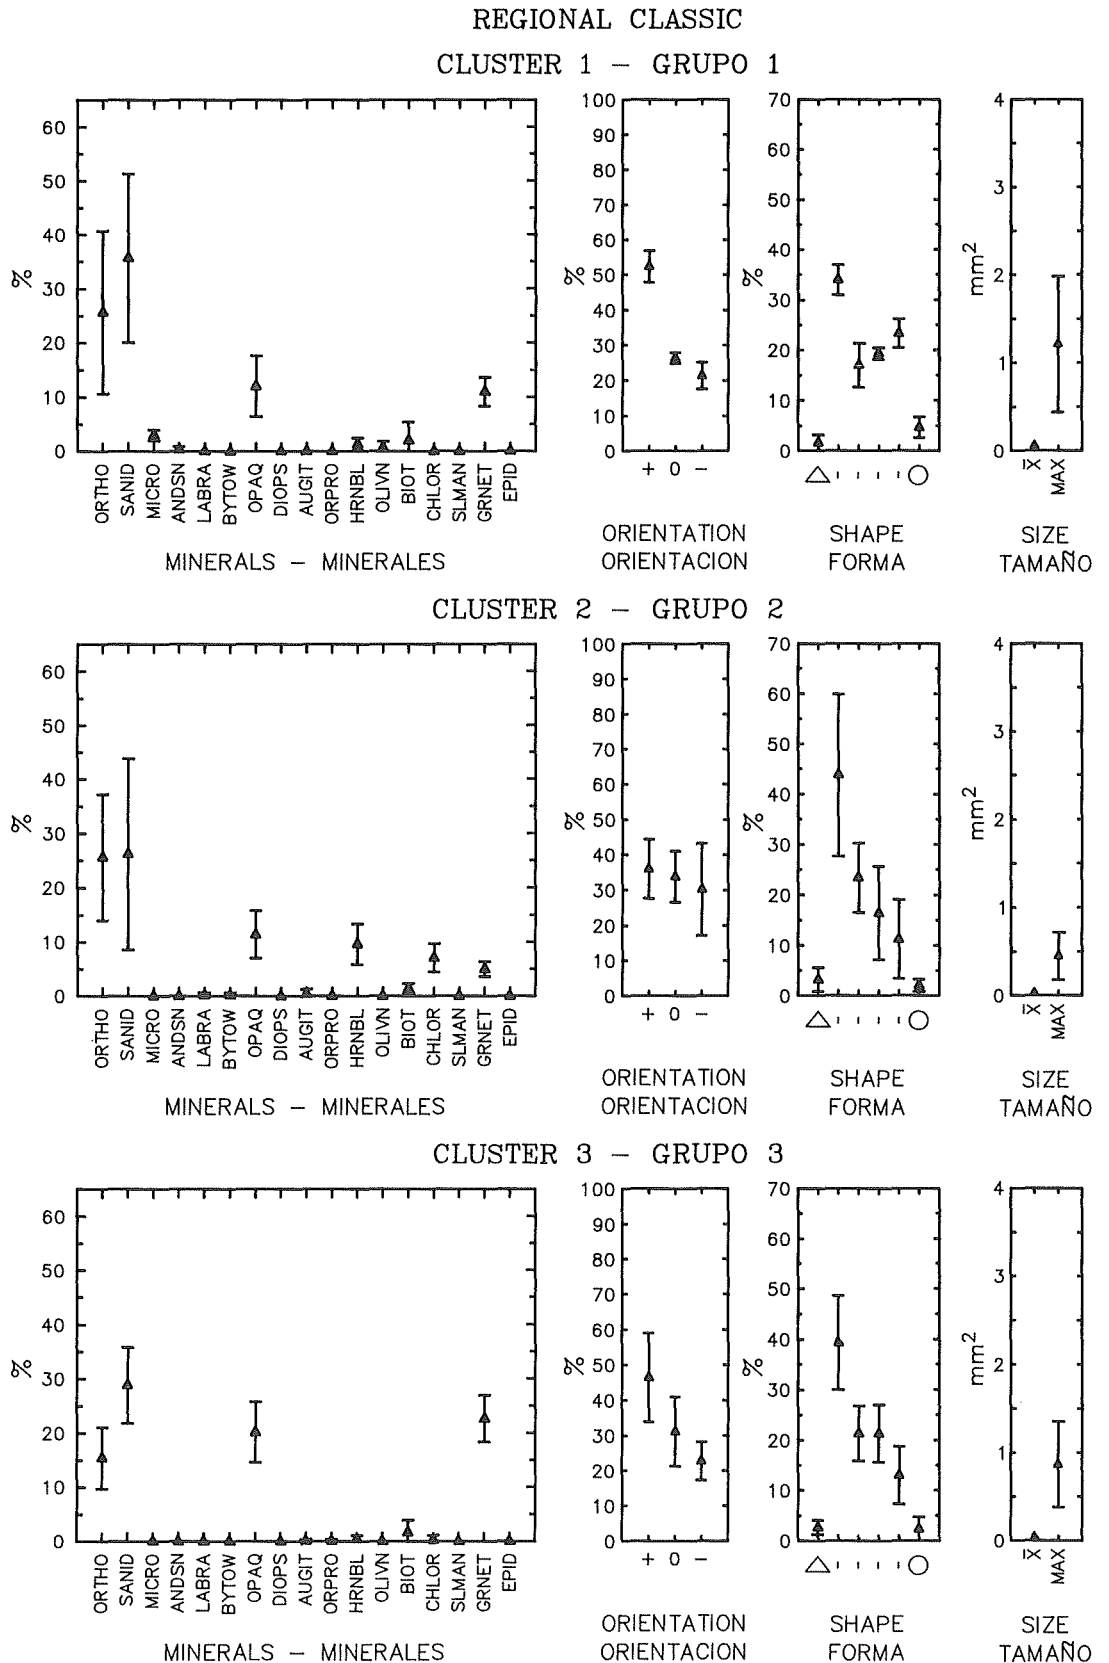 REGIONAL CLASSIC
CLUSTER 1 – GRUPO 1
60
50
40
30
20
10
0
%
ORTHO
SANID
MICRO
ANDSN
LABRA
BYTOW
OPAQ
DIOPS
AUGIT
ORPRO
HRNBL
OLIVN
BIOT
CHLOR
SLMAN
GRNET
EPID
MINERALS – MINERALES
100
90
80
70
60
50
40
30
20
10
0
%
+ 0 –
ORIENTATION
ORIENTACION
70
60
50
40
30
20
10
0
%
SHAPE
FORMA
4
3
2
1
0
mm²
X̄
MAX
SIZE
TAMAÑO
CLUSTER 2 – GRUPO 2
60
50
40
30
20
10
0
%
ORTHO
SANID
MICRO
ANDSN
LABRA
BYTOW
OPAQ
DIOPS
AUGIT
ORPRO
HRNBL
OLIVN
BIOT
CHLOR
SLMAN
GRNET
EPID
MINERALS – MINERALES
100
90
80
70
60
50
40
30
20
10
0
%
+ 0 –
ORIENTATION
ORIENTACION
70
60
50
40
30
20
10
0
%
SHAPE
FORMA
4
3
2
1
0
mm²
X̄
MAX
SIZE
TAMAÑO
CLUSTER 3 – GRUPO 3
60
50
40
30
20
10
0
%
ORTHO
SANID
MICRO
ANDSN
LABRA
BYTOW
OPAQ
DIOPS
AUGIT
ORPRO
HRNBL
OLIVN
BIOT
CHLOR
SLMAN
GRNET
EPID
MINERALS – MINERALES
100
90
80
70
60
50
40
30
20
10
0
%
+ 0 –
ORIENTATION
ORIENTACION
70
60
50
40
30
20
10
0
%
SHAPE
FORMA
4
3
2
1
0
mm²
X̄
MAX
SIZE
TAMAÑO